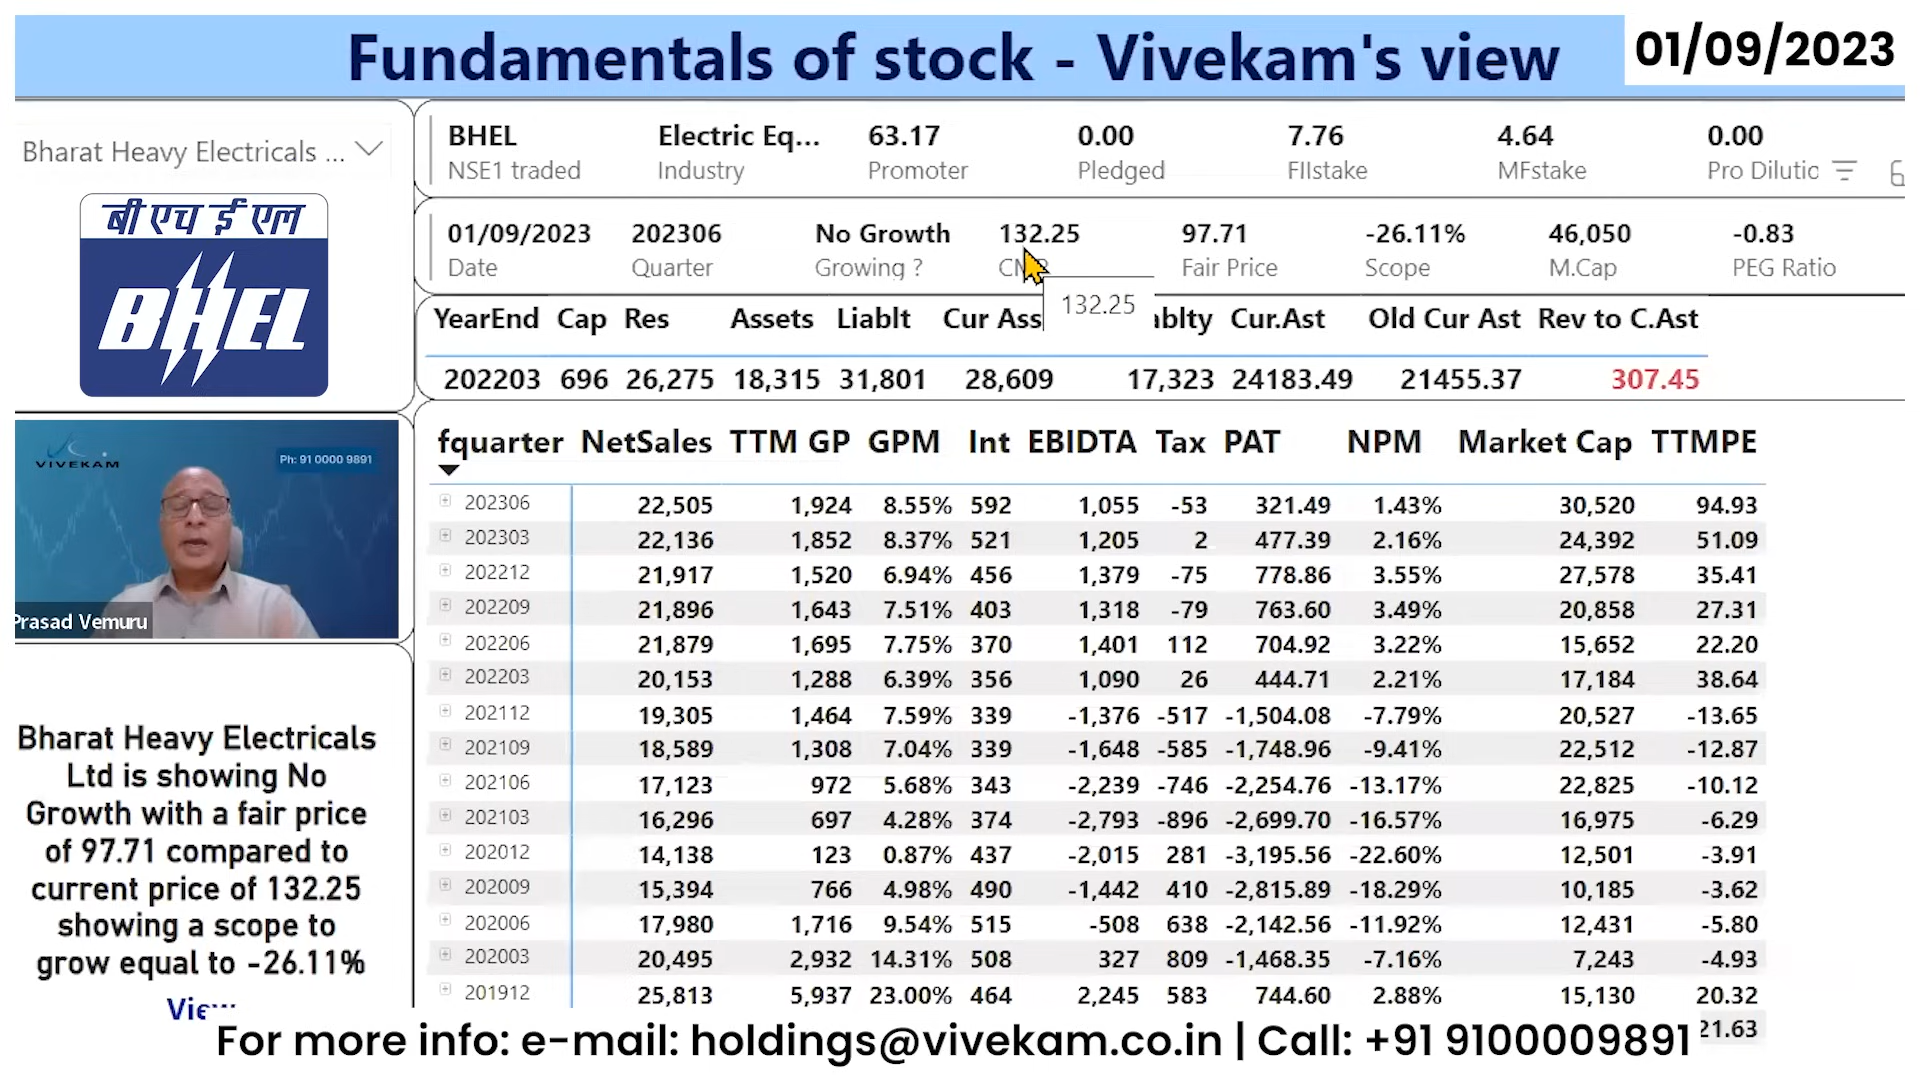 Fundamentals of stock - Vivekam's view
01/09/2023
Bharat Heavy Electricals ...
बी एच ई एल
BHEL
BHEL Electric Eq... 63.17 0.00 7.76 4.64 0.00
NSE1 traded Industry Promoter Pledged FIIstake MFstake Pro Dilutic
01/09/2023 202306 No Growth 132.25 97.71 -26.11% 46,050 -0.83
Date Quarter Growing ? Fair Price Scope M.Cap PEG Ratio
132.25
YearEnd Cap Res Assets Liablt Cur Ass ablty Cur.Ast Old Cur Ast Rev to C.Ast
202203 696 26,275 18,315 31,801 28,609 17,323 24183.49 21455.37 307.45
fquarter NetSales TTM GP GPM Int EBIDTA Tax PAT NPM Market Cap TTMPE
202306 22,505 1,924 8.55% 592 1,055 -53 321.49 1.43% 30,520 94.93
202303 22,136 1,852 8.37% 521 1,205 2 477.39 2.16% 24,392 51.09
202212 21,917 1,520 6.94% 456 1,379 -75 778.86 3.55% 27,578 35.41
202209 21,896 1,643 7.51% 403 1,318 -79 763.60 3.49% 20,858 27.31
202206 21,879 1,695 7.75% 370 1,401 112 704.92 3.22% 15,652 22.20
202203 20,153 1,288 6.39% 356 1,090 26 444.71 2.21% 17,184 38.64
202112 19,305 1,464 7.59% 339 -1,376 -517 -1,504.08 -7.79% 20,527 -13.65
202109 18,589 1,308 7.04% 339 -1,648 -585 -1,748.96 -9.41% 22,512 -12.87
202106 17,123 972 5.68% 343 -2,239 -746 -2,254.76 -13.17% 22,825 -10.12
202103 16,296 697 4.28% 374 -2,793 -896 -2,699.70 -16.57% 16,975 -6.29
202012 14,138 123 0.87% 437 -2,015 281 -3,195.56 -22.60% 12,501 -3.91
202009 15,394 766 4.98% 490 -1,442 410 -2,815.89 -18.29% 10,185 -3.62
202006 17,980 1,716 9.54% 515 -508 638 -2,142.56 -11.92% 12,431 -5.80
202003 20,495 2,932 14.31% 508 327 809 -1,468.35 -7.16% 7,243 -4.93
201912 25,813 5,937 23.00% 464 2,245 583 744.60 2.88% 15,130 20.32
21.63
VIVEKAM
Ph: 91 0000 9891
Prasad Vemuru
Bharat Heavy Electricals
Ltd is showing No
Growth with a fair price
of 97.71 compared to
current price of 132.25
showing a scope to
grow equal to -26.11%
For more info: e-mail: holdings@vivekam.co.in | Call: +91 9100009891